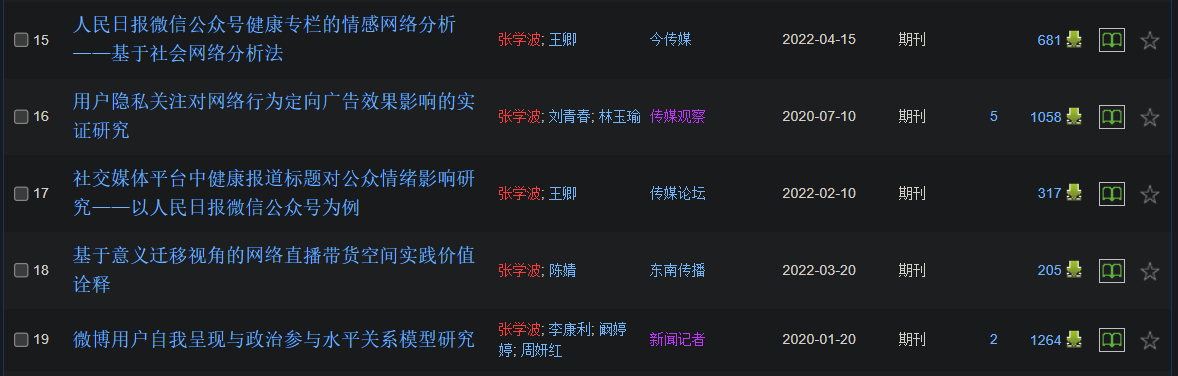 人民日报微信公众号健康专栏的情感网络分析
15 张学波; 王卿 今传媒 2022-04-15 期刊 681
——基于社会网络分析法
用户隐私关注对网络行为定向广告效果影响的实
16 张学波; 刘青春; 林玉瑜 传媒观察 2020-07-10 期刊 5 1058
证研究
社交媒体平台中健康报道标题对公众情绪影响研
17 张学波; 王卿 传媒论坛 2022-02-10 期刊 317
究——以人民日报微信公众号为例
基于意义迁移视角的网络直播带货空间实践价值
18 张学波; 陈婧 东南传播 2022-03-20 期刊 205
诠释
张学波; 李康利; 阚婷
19 微博用户自我呈现与政治参与水平关系模型研究 新闻记者 2020-01-20 期刊 2 1264
婷; 周妍红